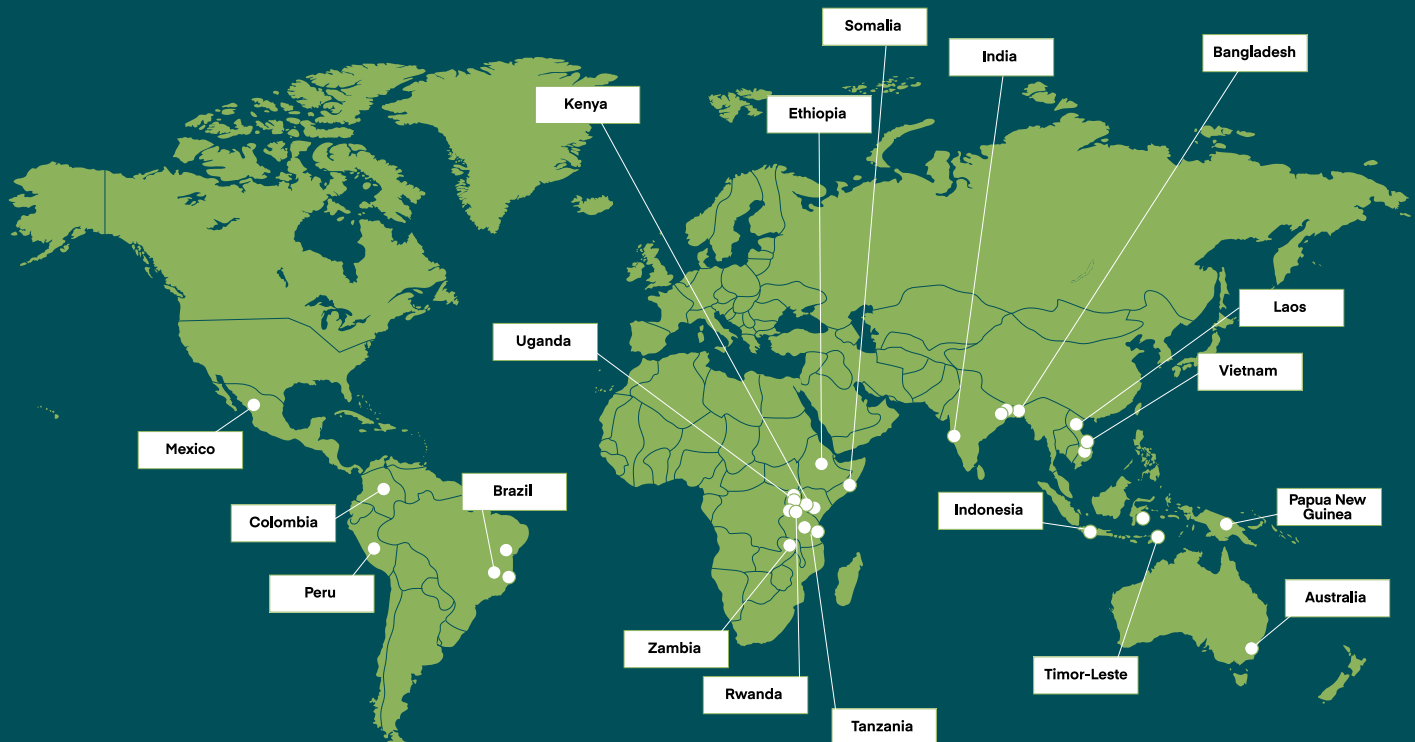 Somalia
India
Bangladesh
Kenya
Ethiopia
Laos
Uganda
Vietnam
Mexico
Brazil
Colombia
Indonesia
Papua New
Guinea
Peru
Australia
Zambia
Timor-Leste
Rwanda
Tanzania